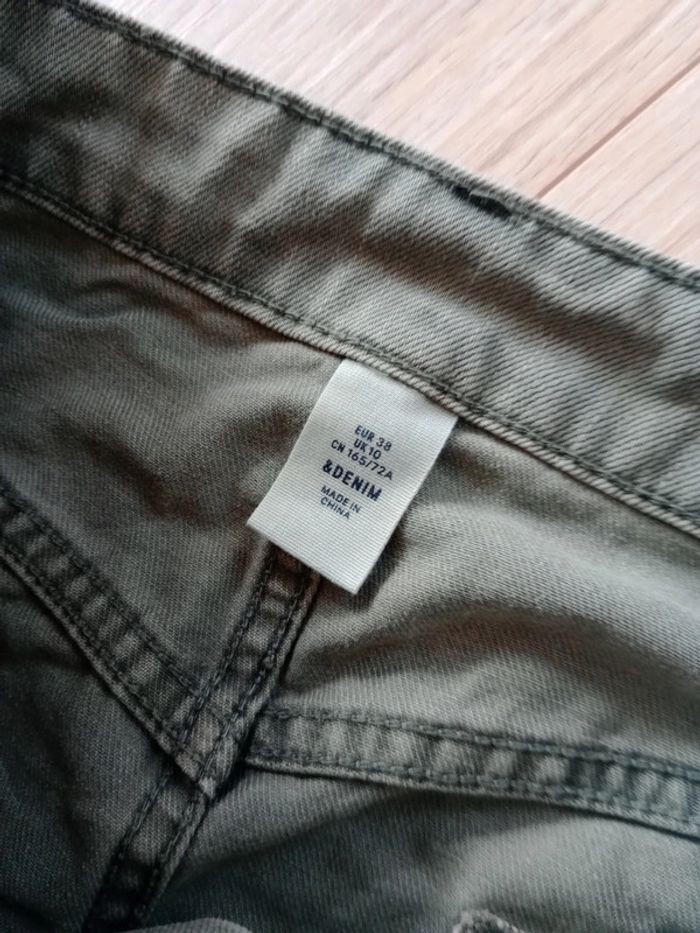 EUR 38
UK 10
CN 165/72A
&DENIM
MADE IN
CHINA